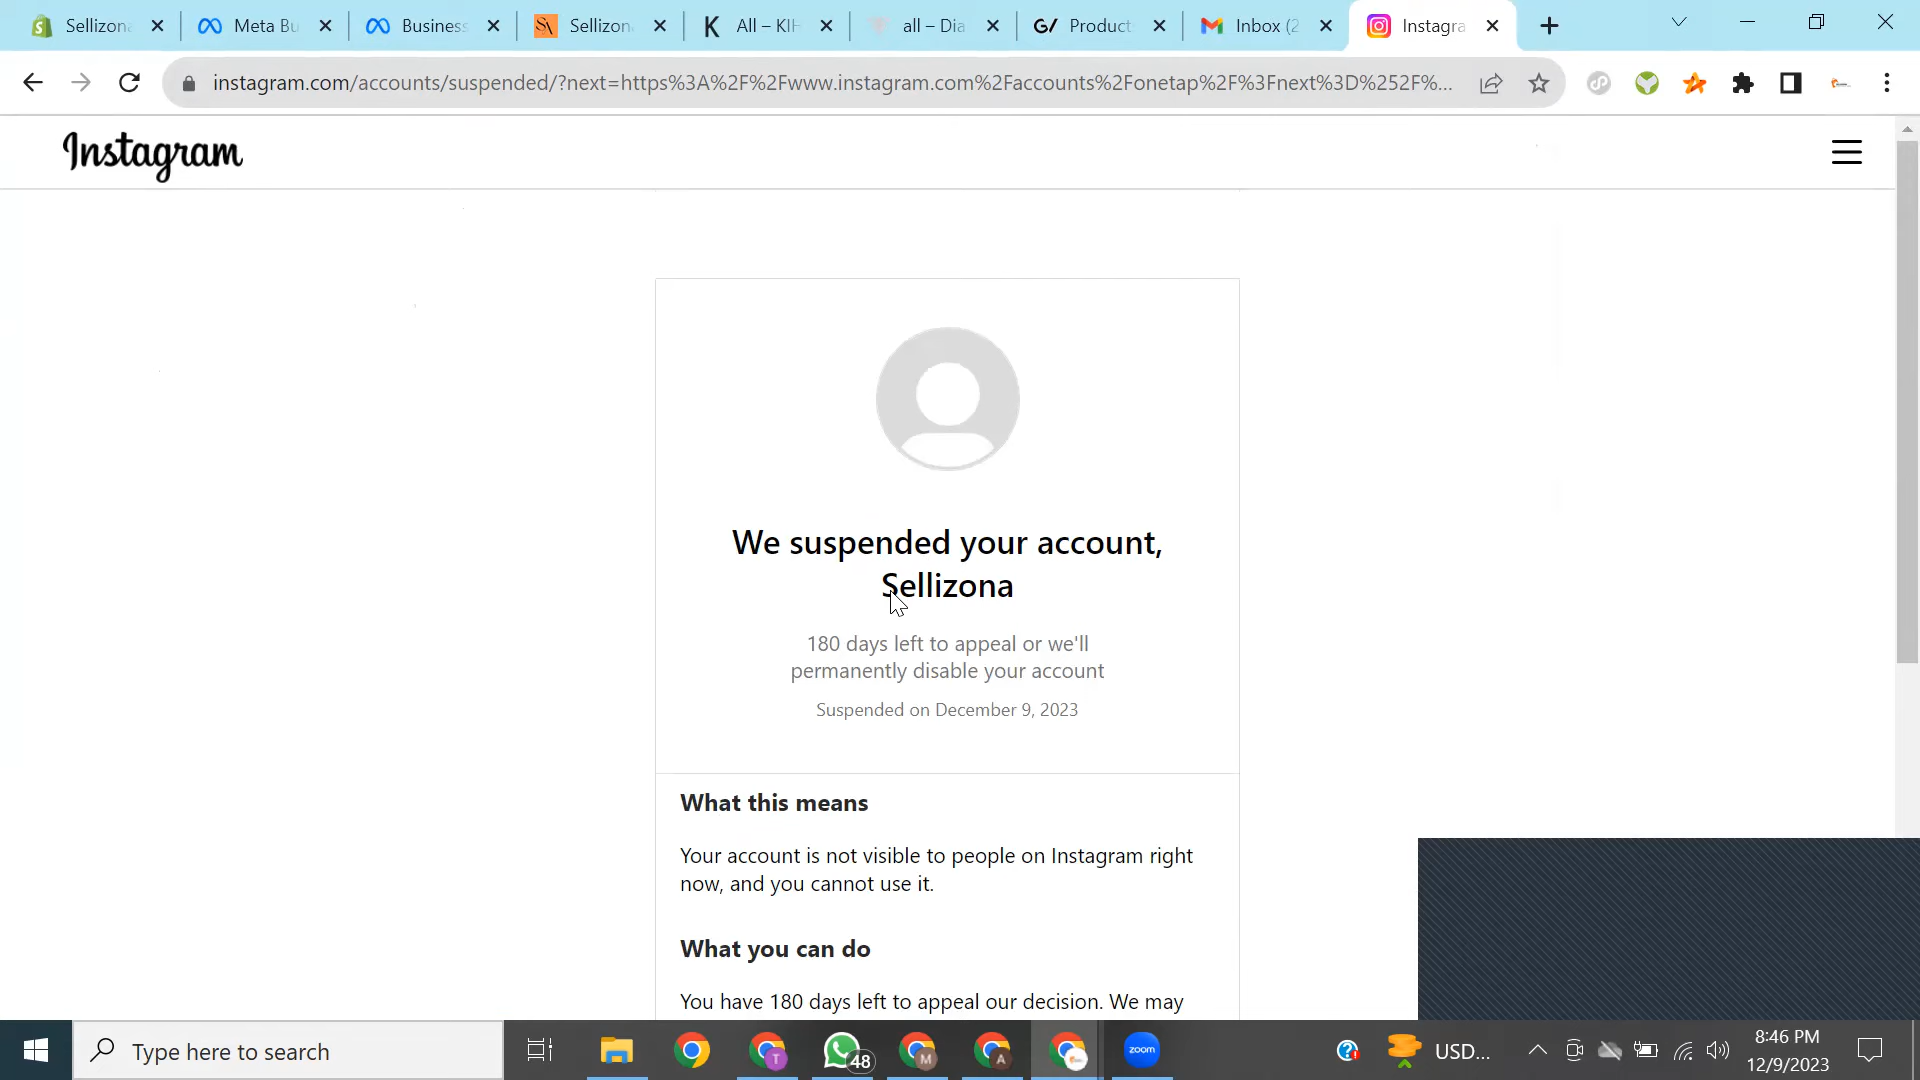 Sellizona
Meta Bu
Business
Sellizon
All – KIH
all – Dia
G/ Product
Inbox (2
Instagra
instagram.com/accounts/suspended/?next=https%3A%2F%2Fwww.instagram.com%2Faccounts%2Fonetap%2F%3Fnext%3D%252F%...
Instagram
We suspended your account,
Sellizona
180 days left to appeal or we'll
permanently disable your account
Suspended on December 9, 2023
What this means
Your account is not visible to people on Instagram right
now, and you cannot use it.
What you can do
You have 180 days left to appeal our decision. We may
Type here to search
T
48
M
A
zoom
USD...
8:46 PM
12/9/2023